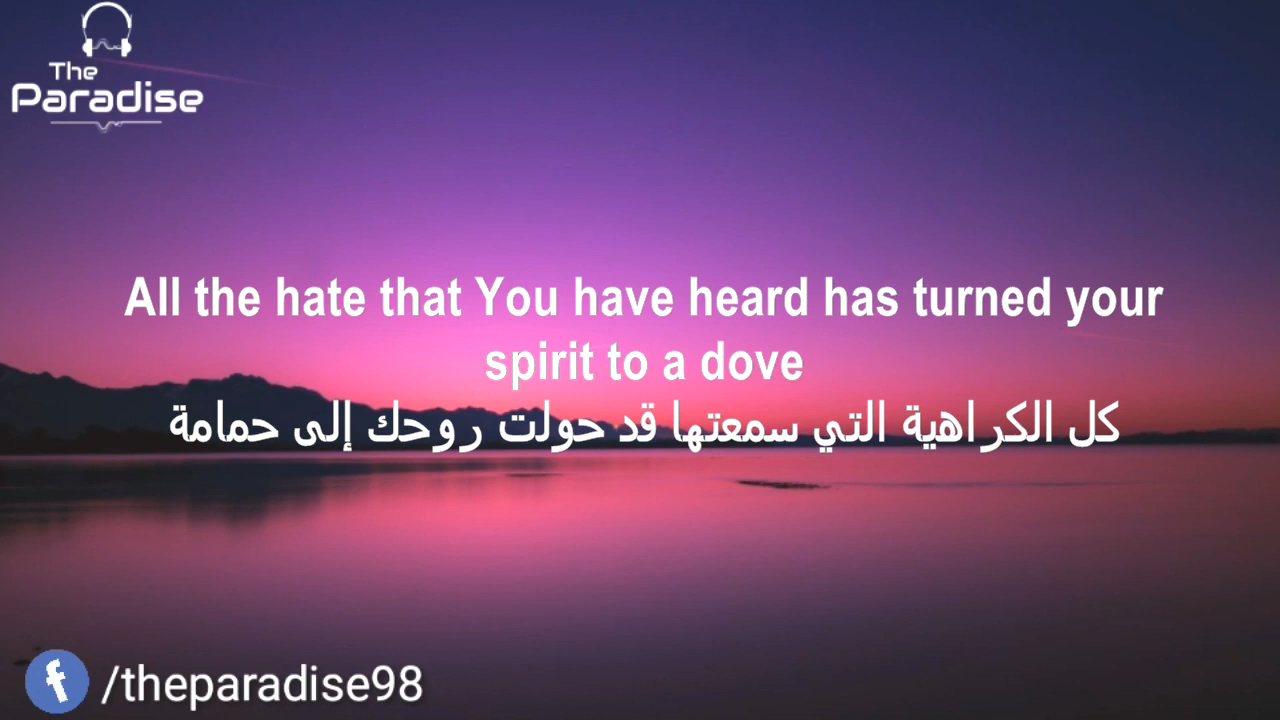 The
Paradise
All the hate that You have heard has turned your
spirit to a dove
كل الكراهية التي سمعتها قد حولت روحك إلى حمامة
/theparadise98